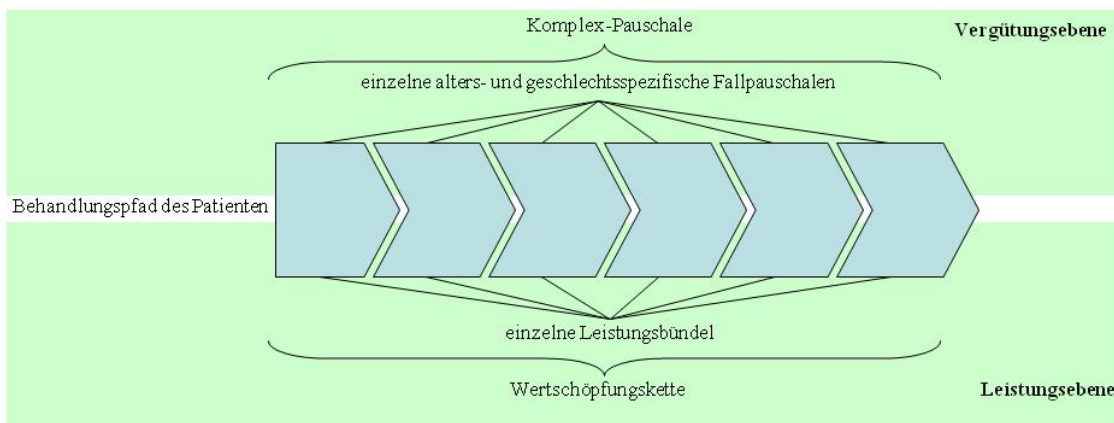 Komplex-Pauschale
Vergütungsebene
einzelne alters- und geschlechtsspezifische Fallpauschalen
Behandlungspfad des Patienten
einzelne Leistungsbündel
Wertschöpfungskette
Leistungsebene